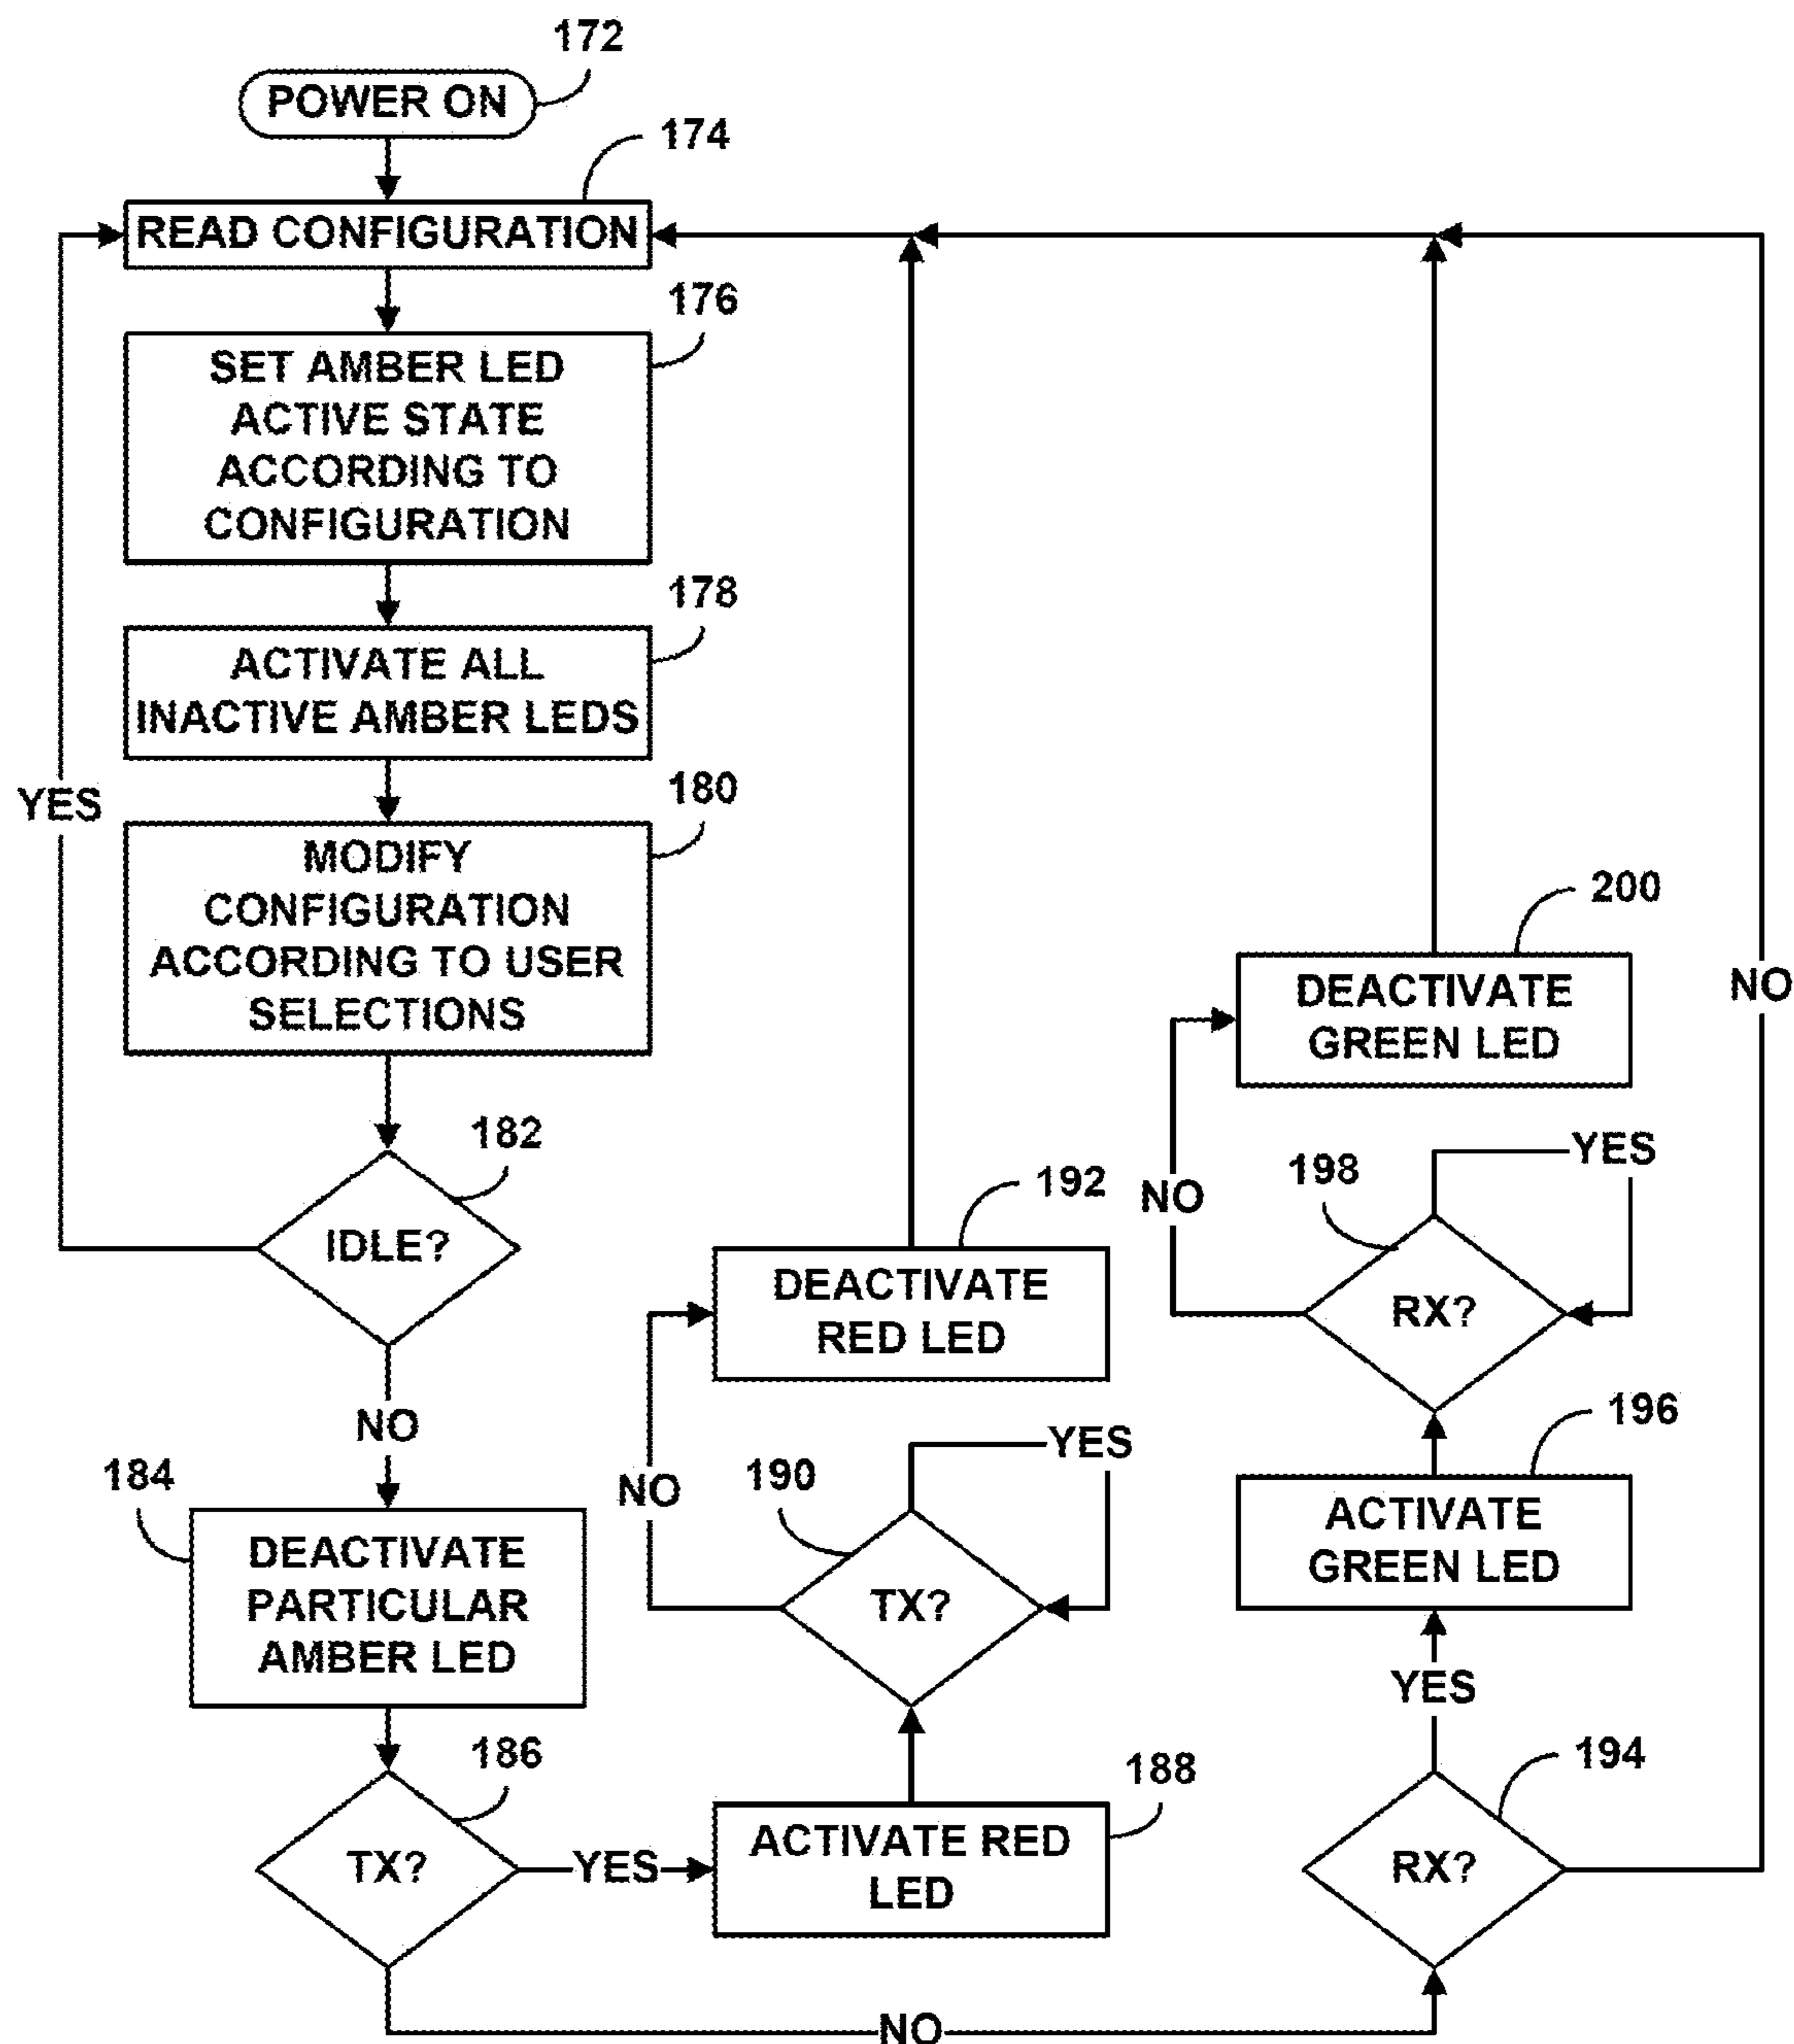 172
POWER ON
174
READ CONFIGURATION
176
SET AMBER LED
ACTIVE STATE
ACCORDING TO
CONFIGURATION
178
ACTIVATE ALL
INACTIVE AMBER LEDS
180
YES
MODIFY
CONFIGURATION
ACCORDING TO USER
SELECTIONS
182
IDLE?
NO
184
DEACTIVATE
PARTICULAR
AMBER LED
186
TX?
YES
188
ACTIVATE RED
LED
190
TX?
YES
NO
192
DEACTIVATE
RED LED
NO
194
RX?
YES
NO
196
ACTIVATE
GREEN LED
198
RX?
YES
NO
200
DEACTIVATE
GREEN LED